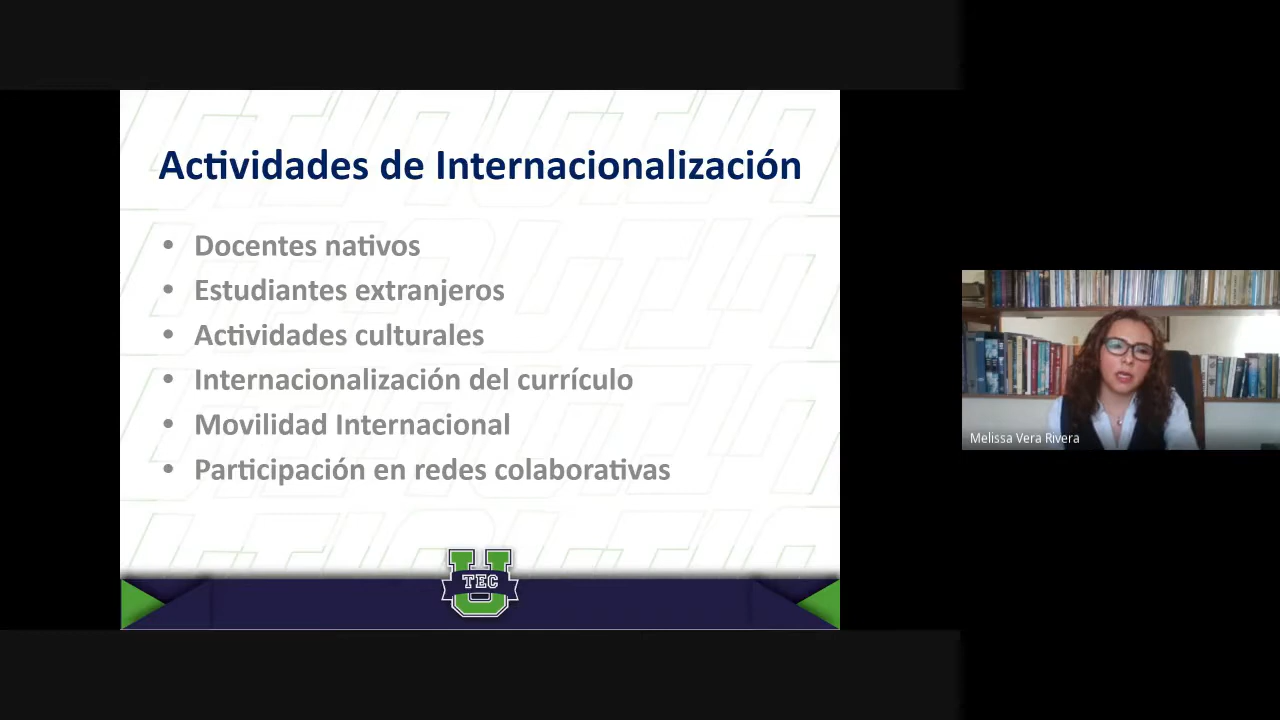 Actividades de Internacionalización
• Docentes nativos
• Estudiantes extranjeros
• Actividades culturales
• Internacionalización del currículo
• Movilidad Internacional
• Participación en redes colaborativas
U
TEC
Melissa Vera Rivera